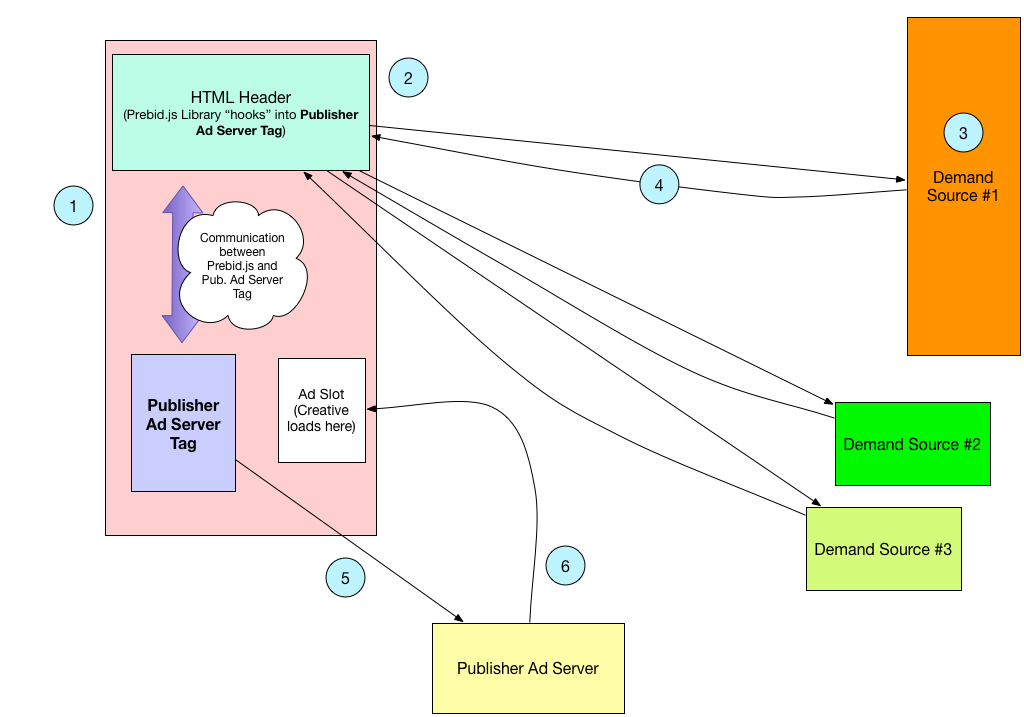 HTML Header
(Prebid.js Library “hooks” into Publisher
Ad Server Tag)
2
3
Demand
Source #1
4
1
Communication
between
Prebid.js and
Pub. Ad Server
Tag
Publisher
Ad Server
Tag
Ad Slot
(Creative
loads here)
Demand Source #2
Demand Source #3
5
6
Publisher Ad Server